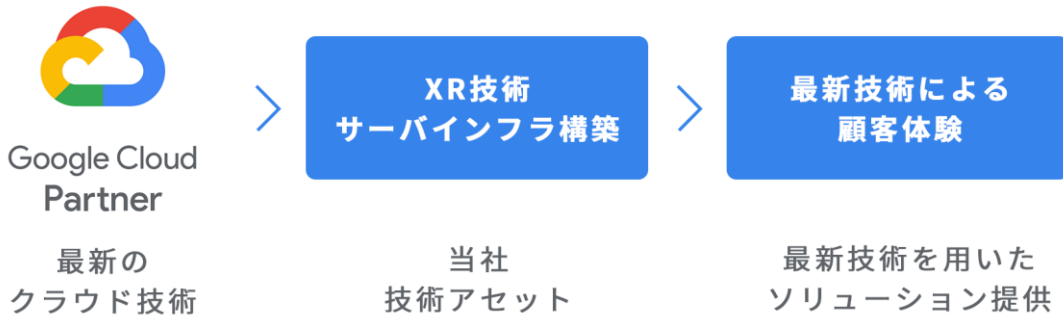 Google Cloud
Partner
最新の
クラウド技術
XR技術
サーバインフラ構築
当社
技術アセット
最新技術による
顧客体験
最新技術を用いた
ソリューション提供